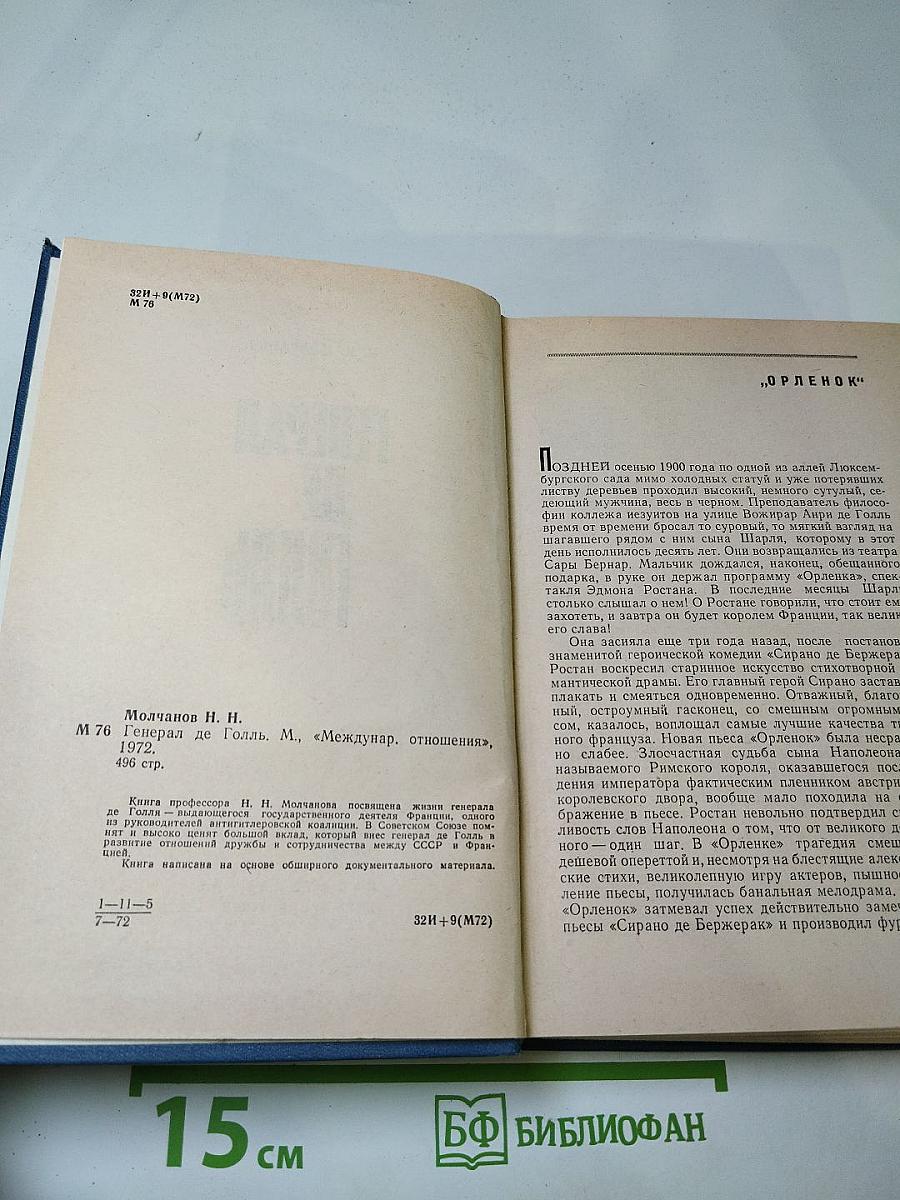 32И+9(М72)
М 76
Молчанов Н. Н.
М 76 Генерал де Голль. М., «Междунар. отношения»,
1972.
496 стр.
Книга профессора Н. Н. Молчанова посвящена жизни генерала
де Голля — выдающегося государственного деятеля Франции, одного
из руководителей антигитлеровской коалиции. В Советском Союзе пом-
нят и высоко ценят большой вклад, который внес генерал де Голль в
развитие отношений дружбы и сотрудничества между СССР и Фран-
цией.
Книга написана на основе обширного документального материала.
1—11—5
7—72
32И+9(М72)
„ОРЛЕНОК“
ПОЗДНЕЙ осенью 1900 года по одной из аллей Люксем-
бургского сада мимо холодных статуй и уже потерявших
листву деревьев проходил высокий, немного сутулый, се-
деющий мужчина, весь в черном. Преподаватель филосо-
фии коллежа иезуитов на улице Вожирар Анри де Голль
время от времени бросал то суровый, то мягкий взгляд на
шагавшего рядом с ним сына Шарля, которому в этот
день исполнилось десять лет. Они возвращались из театра
Сары Бернар. Мальчик дождался, наконец, обещанного
подарка, в руке он держал программу «Орленка», спек-
такля Эдмона Ростана. В последние месяцы Шарл
столько слышал о нем! О Ростане говорили, что стоит ем
захотеть, и завтра он будет королем Франции, так велик
его слава!
Она засияла еще три года назад, после постанов
знаменитой героической комедии «Сирано де Бержера
Ростан воскресил старинное искусство стихотворной
мантической драмы. Его главный герой Сирано застав
плакать и смеяться одновременно. Отважный, благо
ный, остроумный гасконец, со смешным огромным
сом, казалось, воплощал самые лучшие качества ти
ного француза. Новая пьеса «Орленок» была несра
но слабее. Злосчастная судьба сына Наполеона
называемого Римского короля, оказавшегося посл
дения императора фактическим пленником австри
королевского двора, вообще мало походила на
бражение в пьесе. Ростан невольно подтвердил с
ливость слов Наполеона о том, что от великого д
ного — один шаг. В «Орленке» трагедия смеш
дешевой опереттой и, несмотря на блестящие алекс
ские стихи, великолепную игру актеров, пышнос
ление пьесы, получилась банальная мелодрама.
«Орленок» затмевал успех действительно замеч
пьесы «Сирано де Бержерак» и производил фур
15 см
БФ БИБЛИОФАН